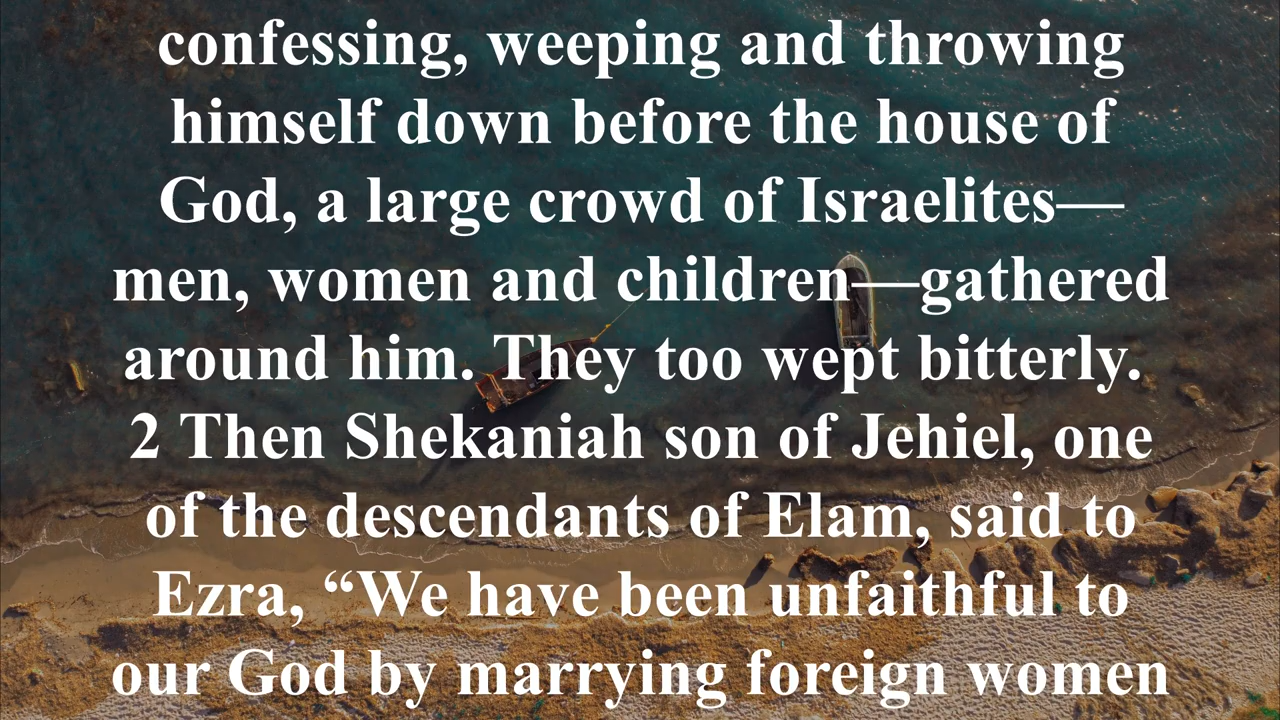 confessing, weeping and throwing
himself down before the house of
God, a large crowd of Israelites—
men, women and children—gathered
around him. They too wept bitterly.
2 Then Shekaniah son of Jehiel, one
of the descendants of Elam, said to
Ezra, “We have been unfaithful to
our God by marrying foreign women